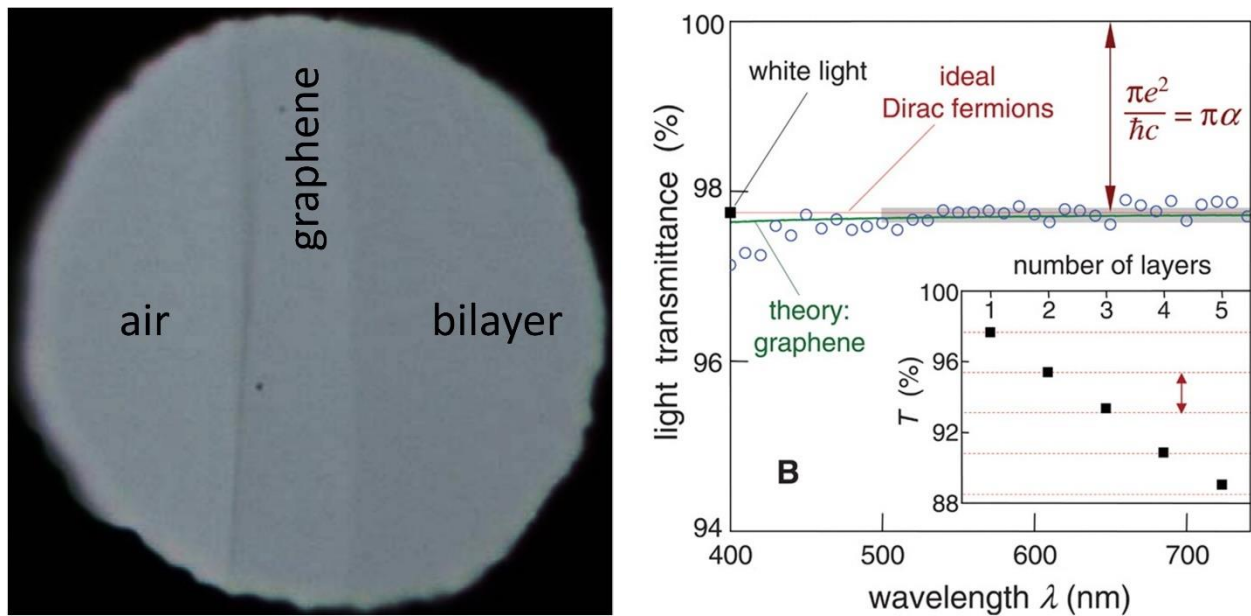 air
graphene
bilayer
light transmittance (%)
100
98
96
94
white light
ideal
Dirac fermions
πe²
ħc
= πα
theory:
graphene
B
number of layers
1 2 3 4 5
T (%)
100
96
92
88
400 500 600 700
wavelength λ (nm)